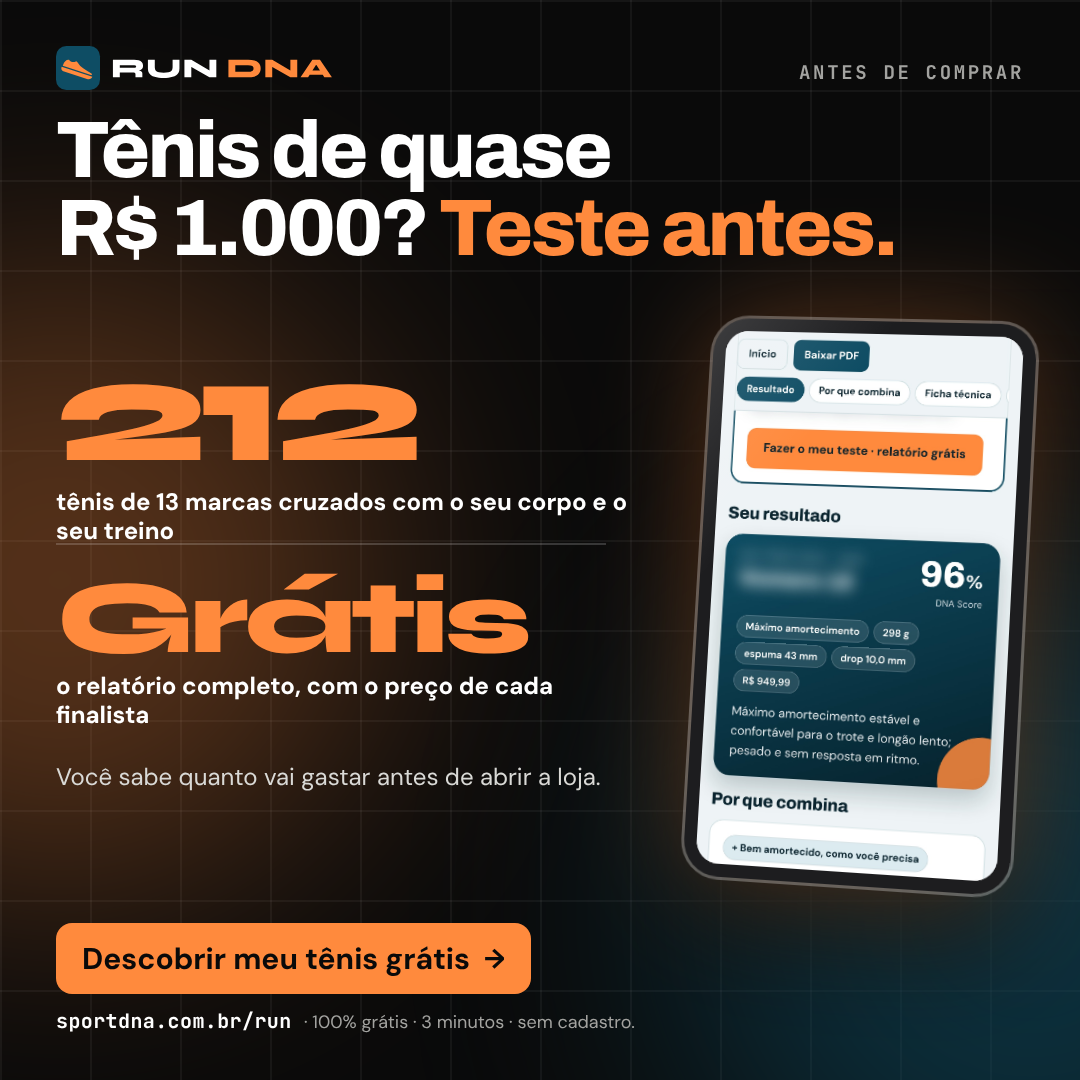 RUN DNA
ANTES DE COMPRAR
Tênis de quase
R$ 1.000? Teste antes.
212
tênis de 13 marcas cruzados com o seu corpo e o
seu treino
Grátis
o relatório completo, com o preço de cada
finalista
Você sabe quanto vai gastar antes de abrir a loja.
Descobrir meu tênis grátis →
sportdna.com.br/run · 100% grátis · 3 minutos · sem cadastro.
Início
Baixar PDF
Resultado
Por que combina
Ficha técnica
Fazer o meu teste · relatório grátis
Seu resultado
96%
DNA Score
Máximo amortecimento
298 g
espuma 43 mm
drop 10,0 mm
R$ 949,99
Máximo amortecimento estável e
confortável para o trote e longão lento;
pesado e sem resposta em ritmo.
Por que combina
+ Bem amortecido, como você precisa